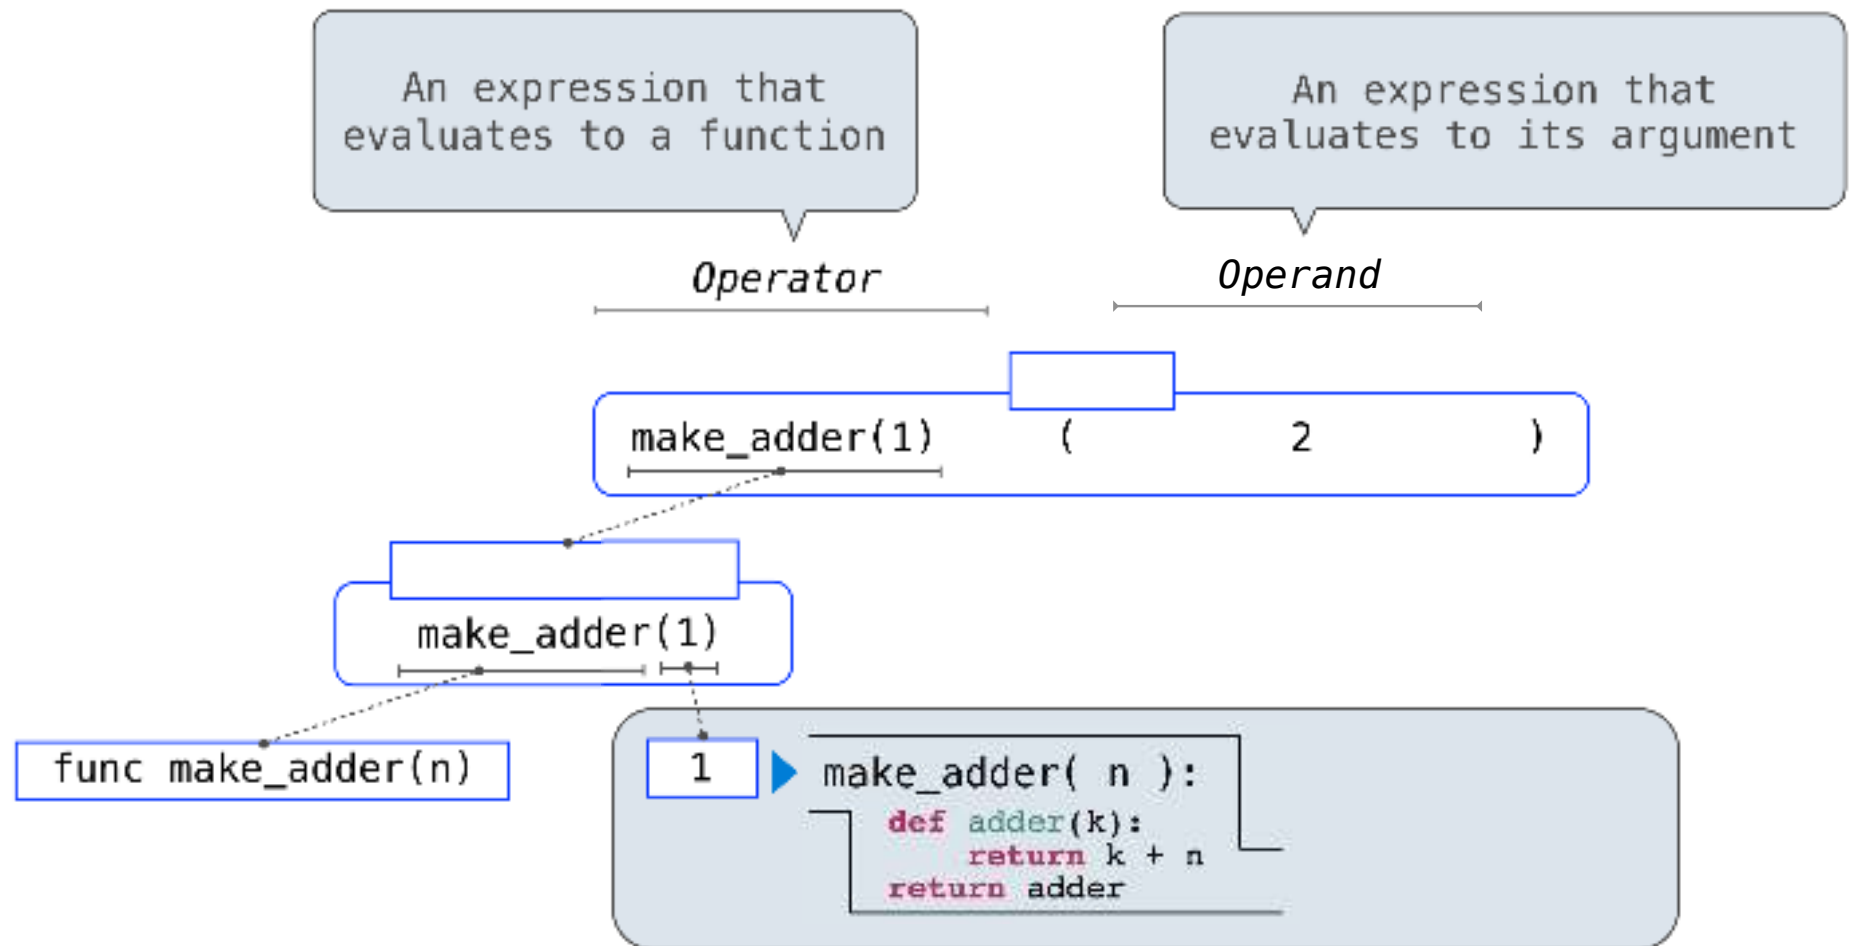 An expression that
evaluates to a function
An expression that
evaluates to its argument
Operator
Operand
make_adder(1) ( 2 )
make_adder(1)
func make_adder(n)
1
make_adder( n ):
def adder(k):
return k + n
return adder